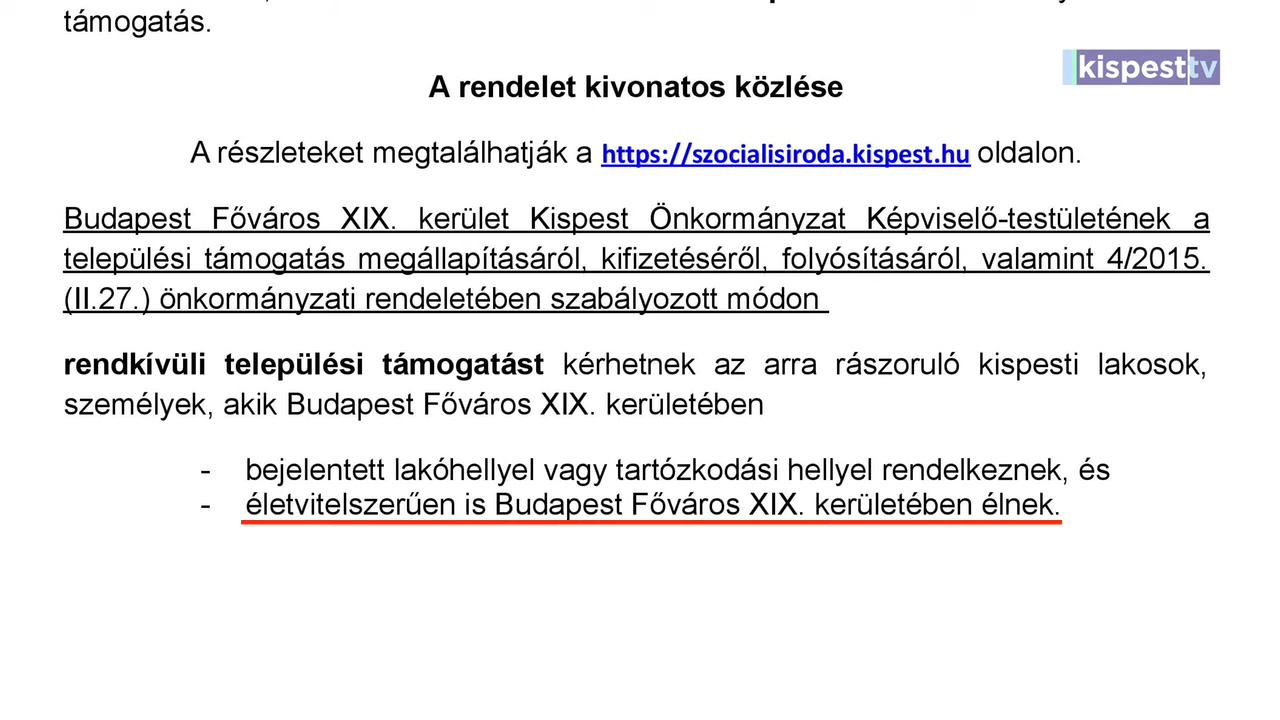 támogatás.
kispest tv
A rendelet kivonatos közlése
A részleteket megtalálhatják a https://szocialisiroda.kispest.hu oldalon.
Budapest Főváros XIX. kerület Kispest Önkormányzat Képviselő-testületének a
települési támogatás megállapításáról, kifizetéséről, folyósításáról, valamint 4/2015.
(II.27.) önkormányzati rendeletében szabályozott módon
rendkívüli települési támogatást kérhetnek az arra rászoruló kispesti lakosok,
személyek, akik Budapest Főváros XIX. kerületében
- bejelentett lakóhellyel vagy tartózkodási hellyel rendelkeznek, és
- életvitelszerűen is Budapest Főváros XIX. kerületében élnek.